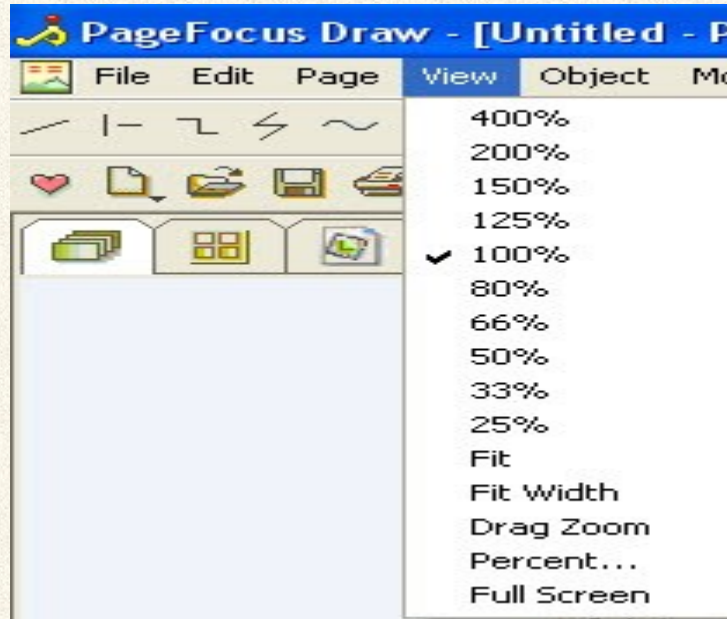 PageFocus Draw - [Untitled - P
File Edit Page View Object Mo
400%
200%
150%
125%
100%
80%
66%
50%
33%
25%
Fit
Fit Width
Drag Zoom
Percent...
Full Screen